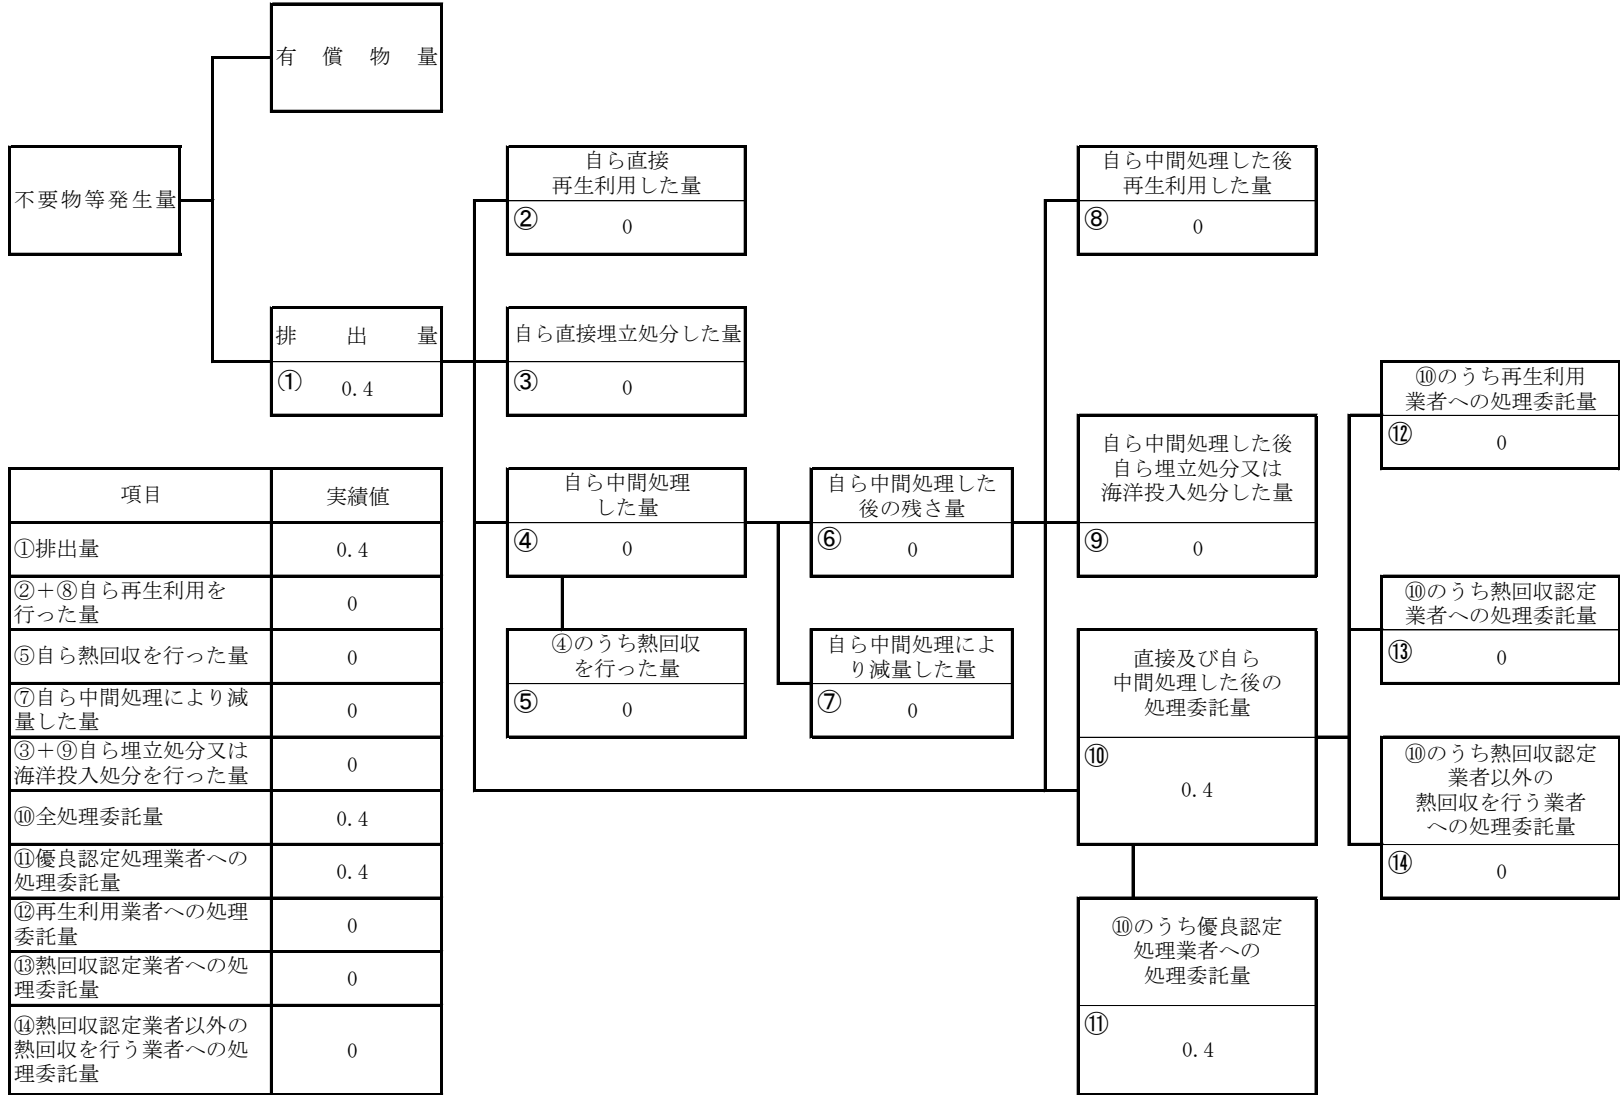 有償物量
不要物等発生量
排出量
① 0.4
自ら直接
再生利用した量
② 0
自ら直接埋立処分した量
③ 0
自ら中間処理
した量
④ 0
④のうち熱回収
を行った量
⑤ 0
自ら中間処理した
後の残さ量
⑥ 0
自ら中間処理によ
り減量した量
⑦ 0
自ら中間処理した後
再生利用した量
⑧ 0
自ら中間処理した後
自ら埋立処分又は
海洋投入処分した量
⑨ 0
直接及び自ら
中間処理した後の
処理委託量
⑩
0.4
⑩のうち優良認定
処理業者への
処理委託量
⑪
0.4
⑩のうち再生利用
業者への処理委託量
⑫ 0
⑩のうち熱回収認定
業者への処理委託量
⑬ 0
⑩のうち熱回収認定
業者以外の
熱回収を行う業者
への処理委託量
⑭ 0
項目 実績値
①排出量 0.4
②+⑧自ら再生利用を
行った量 0
⑤自ら熱回収を行った量 0
⑦自ら中間処理により減
量した量 0
③+⑨自ら埋立処分又は
海洋投入処分を行った量 0
⑩全処理委託量 0.4
⑪優良認定処理業者への
処理委託量 0.4
⑫再生利用業者への処理
委託量 0
⑬熱回収認定業者への処
理委託量 0
⑭熱回収認定業者以外の
熱回収を行う業者への処
理委託量 0